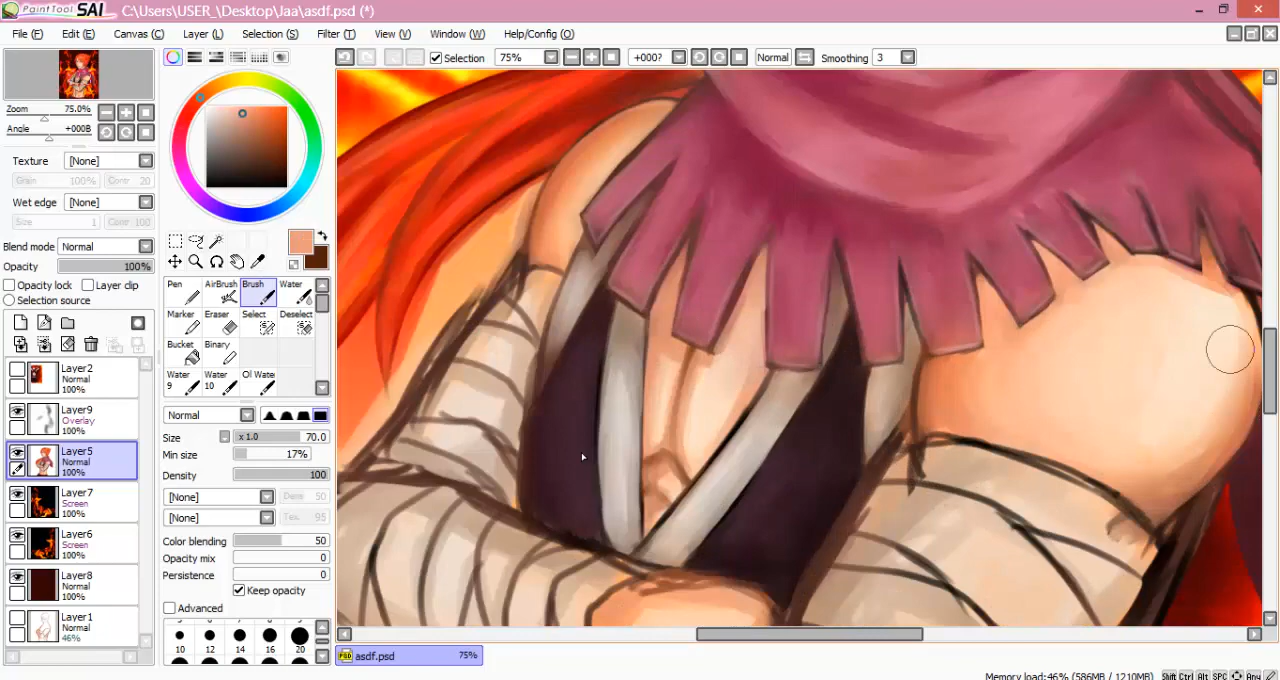 PaintTool SAI C:\Users\USER_\Desktop\Jaa\asdf.psd (*)
File (F) Edit (E) Canvas (C) Layer (L) Selection (S) Filter (T) View (V) Window (W) Help/Config (O)
Selection 75% +000? Normal Smoothing 3
Zoom 75.0%
Angle +000B
Texture [None]
Grain 100% Contr 20
Wet edge [None]
Size 1 Contr 100
Blend mode Normal
Opacity 100%
Opacity lock Layer clip
Selection source
Layer2
Normal
100%
Layer9
Overlay
100%
Layer5
Normal
100%
Layer7
Screen
100%
Layer6
Screen
100%
Layer8
Normal
100%
Layer1
Normal
46%
Pen AirBrush Brush Water
Marker Eraser Select Deselect
Bucket Binary
Water Water Ol Water
9 10
Normal
Size x 1.0 70.0
Min size 17%
Density 100
[None] 50
[None] Tex. 95
Color blending 50
Opacity mix 0
Persistence 0
Keep opacity
Advanced
10 12 14 16 20
asdf.psd 75%
Memory load:46% (586MB / 1210MB) Shift Ctrl Alt SPC Any